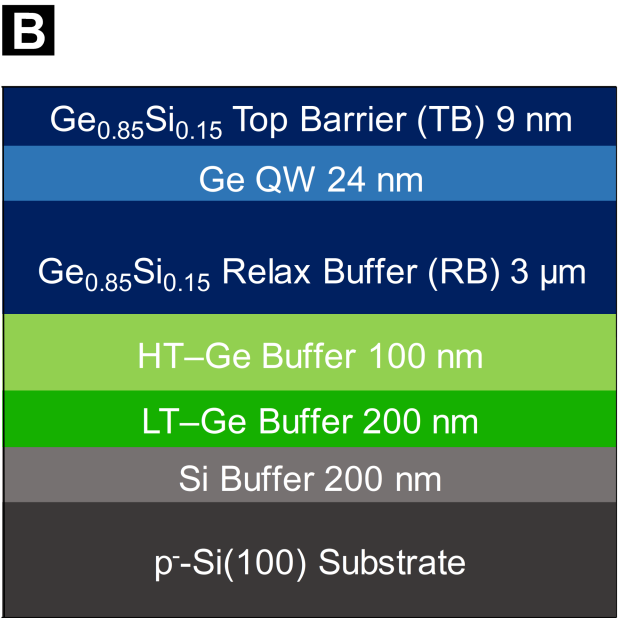 B
Ge₀.₈₅Si₀.₁₅ Top Barrier (TB) 9 nm
Ge QW 24 nm
Ge₀.₈₅Si₀.₁₅ Relax Buffer (RB) 3 µm
HT–Ge Buffer 100 nm
LT–Ge Buffer 200 nm
Si Buffer 200 nm
p⁻-Si(100) Substrate